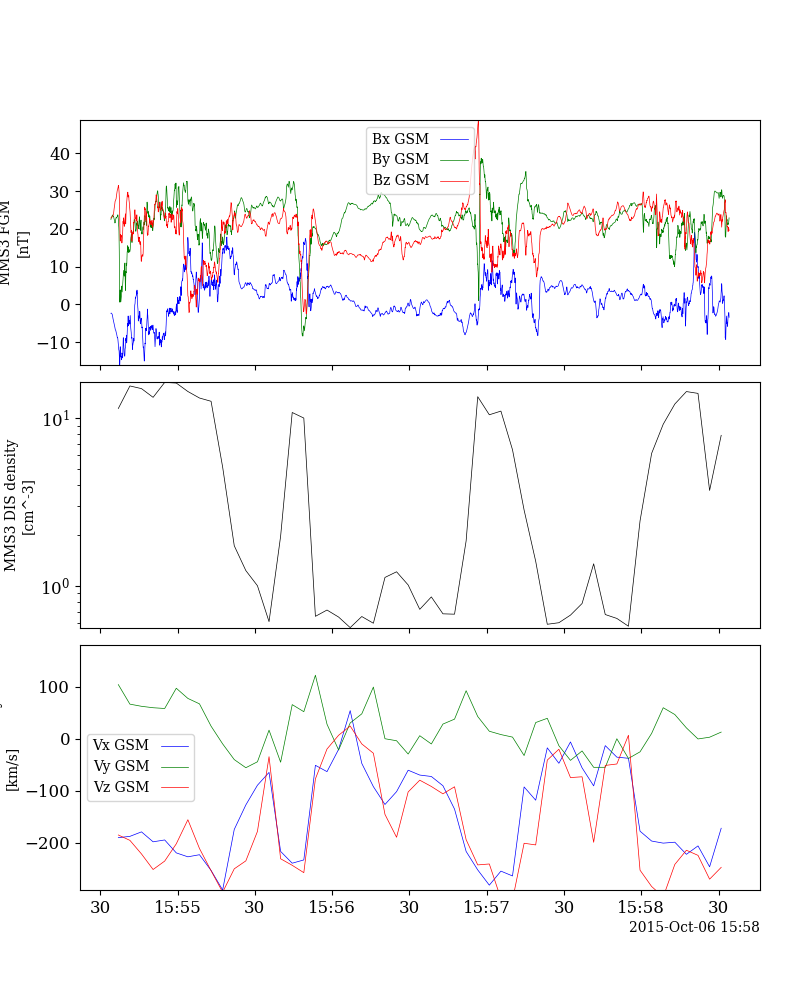 MMS3 FGM
[nT]
40
30
20
10
0
−10
Bx GSM
By GSM
Bz GSM
MMS3 DIS density
[cm^-3]
10^1
10^0
[km/s]
100
0
−100
−200
Vx GSM
Vy GSM
Vz GSM
30 15:55 30 15:56 30 15:57 30 15:58 30
2015-Oct-06 15:58